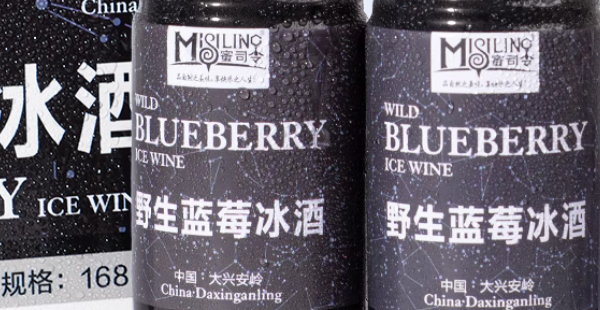 China
冰酒
Y ICE WIN
规格：168
MISILING
蜜司令
WILD
BLUEBERRY
ICE WINE
野生蓝莓冰酒
中国：大兴安岭
China·Daxinganling
MISILING
蜜司令
WILD
BLUEBERRY
ICE WINE
野生蓝莓冰酒
中国：大兴安岭
China·Daxinganling